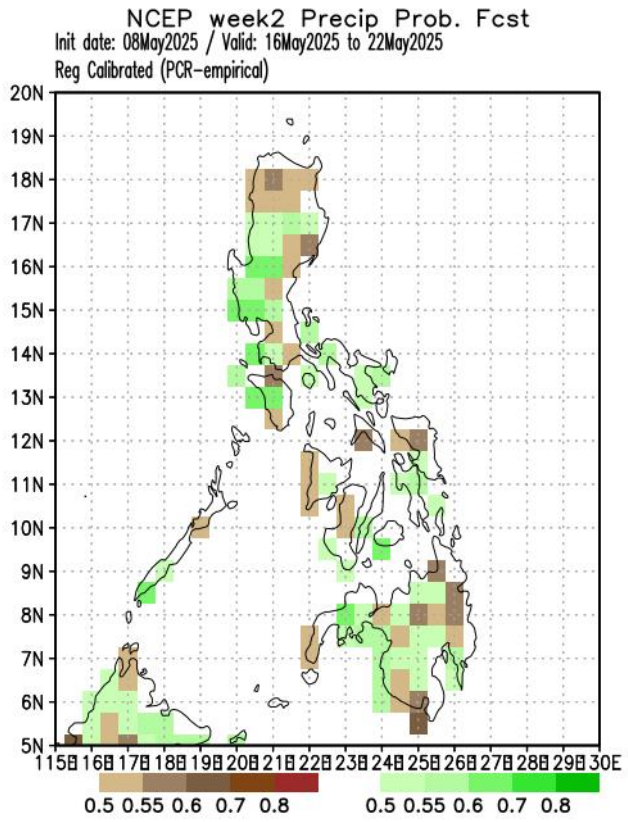 NCEP week2 Precip Prob. Fcst
Init date: 08May2025 / Valid: 16May2025 to 22May2025
Reg Calibrated (PCR-empirical)
20N
19N
18N
17N
16N
15N
14N
13N
12N
11N
10N
9N
8N
7N
6N
5N
115E 116E 117E 118E 119E 120E 121E 122E 123E 124E 125E 126E 127E 128E 129E 130E
0.5 0.55 0.6 0.7 0.8 0.5 0.55 0.6 0.7 0.8